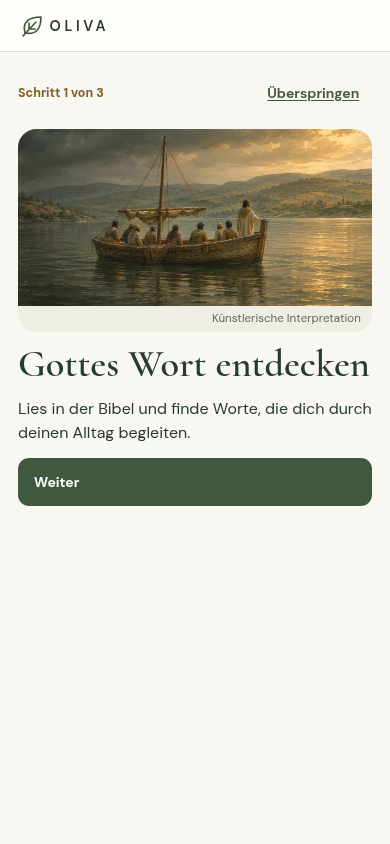 OLIVA
Schritt 1 von 3
Überspringen
Künstlerische Interpretation
Gottes Wort entdecken
Lies in der Bibel und finde Worte, die dich durch
deinen Alltag begleiten.
Weiter